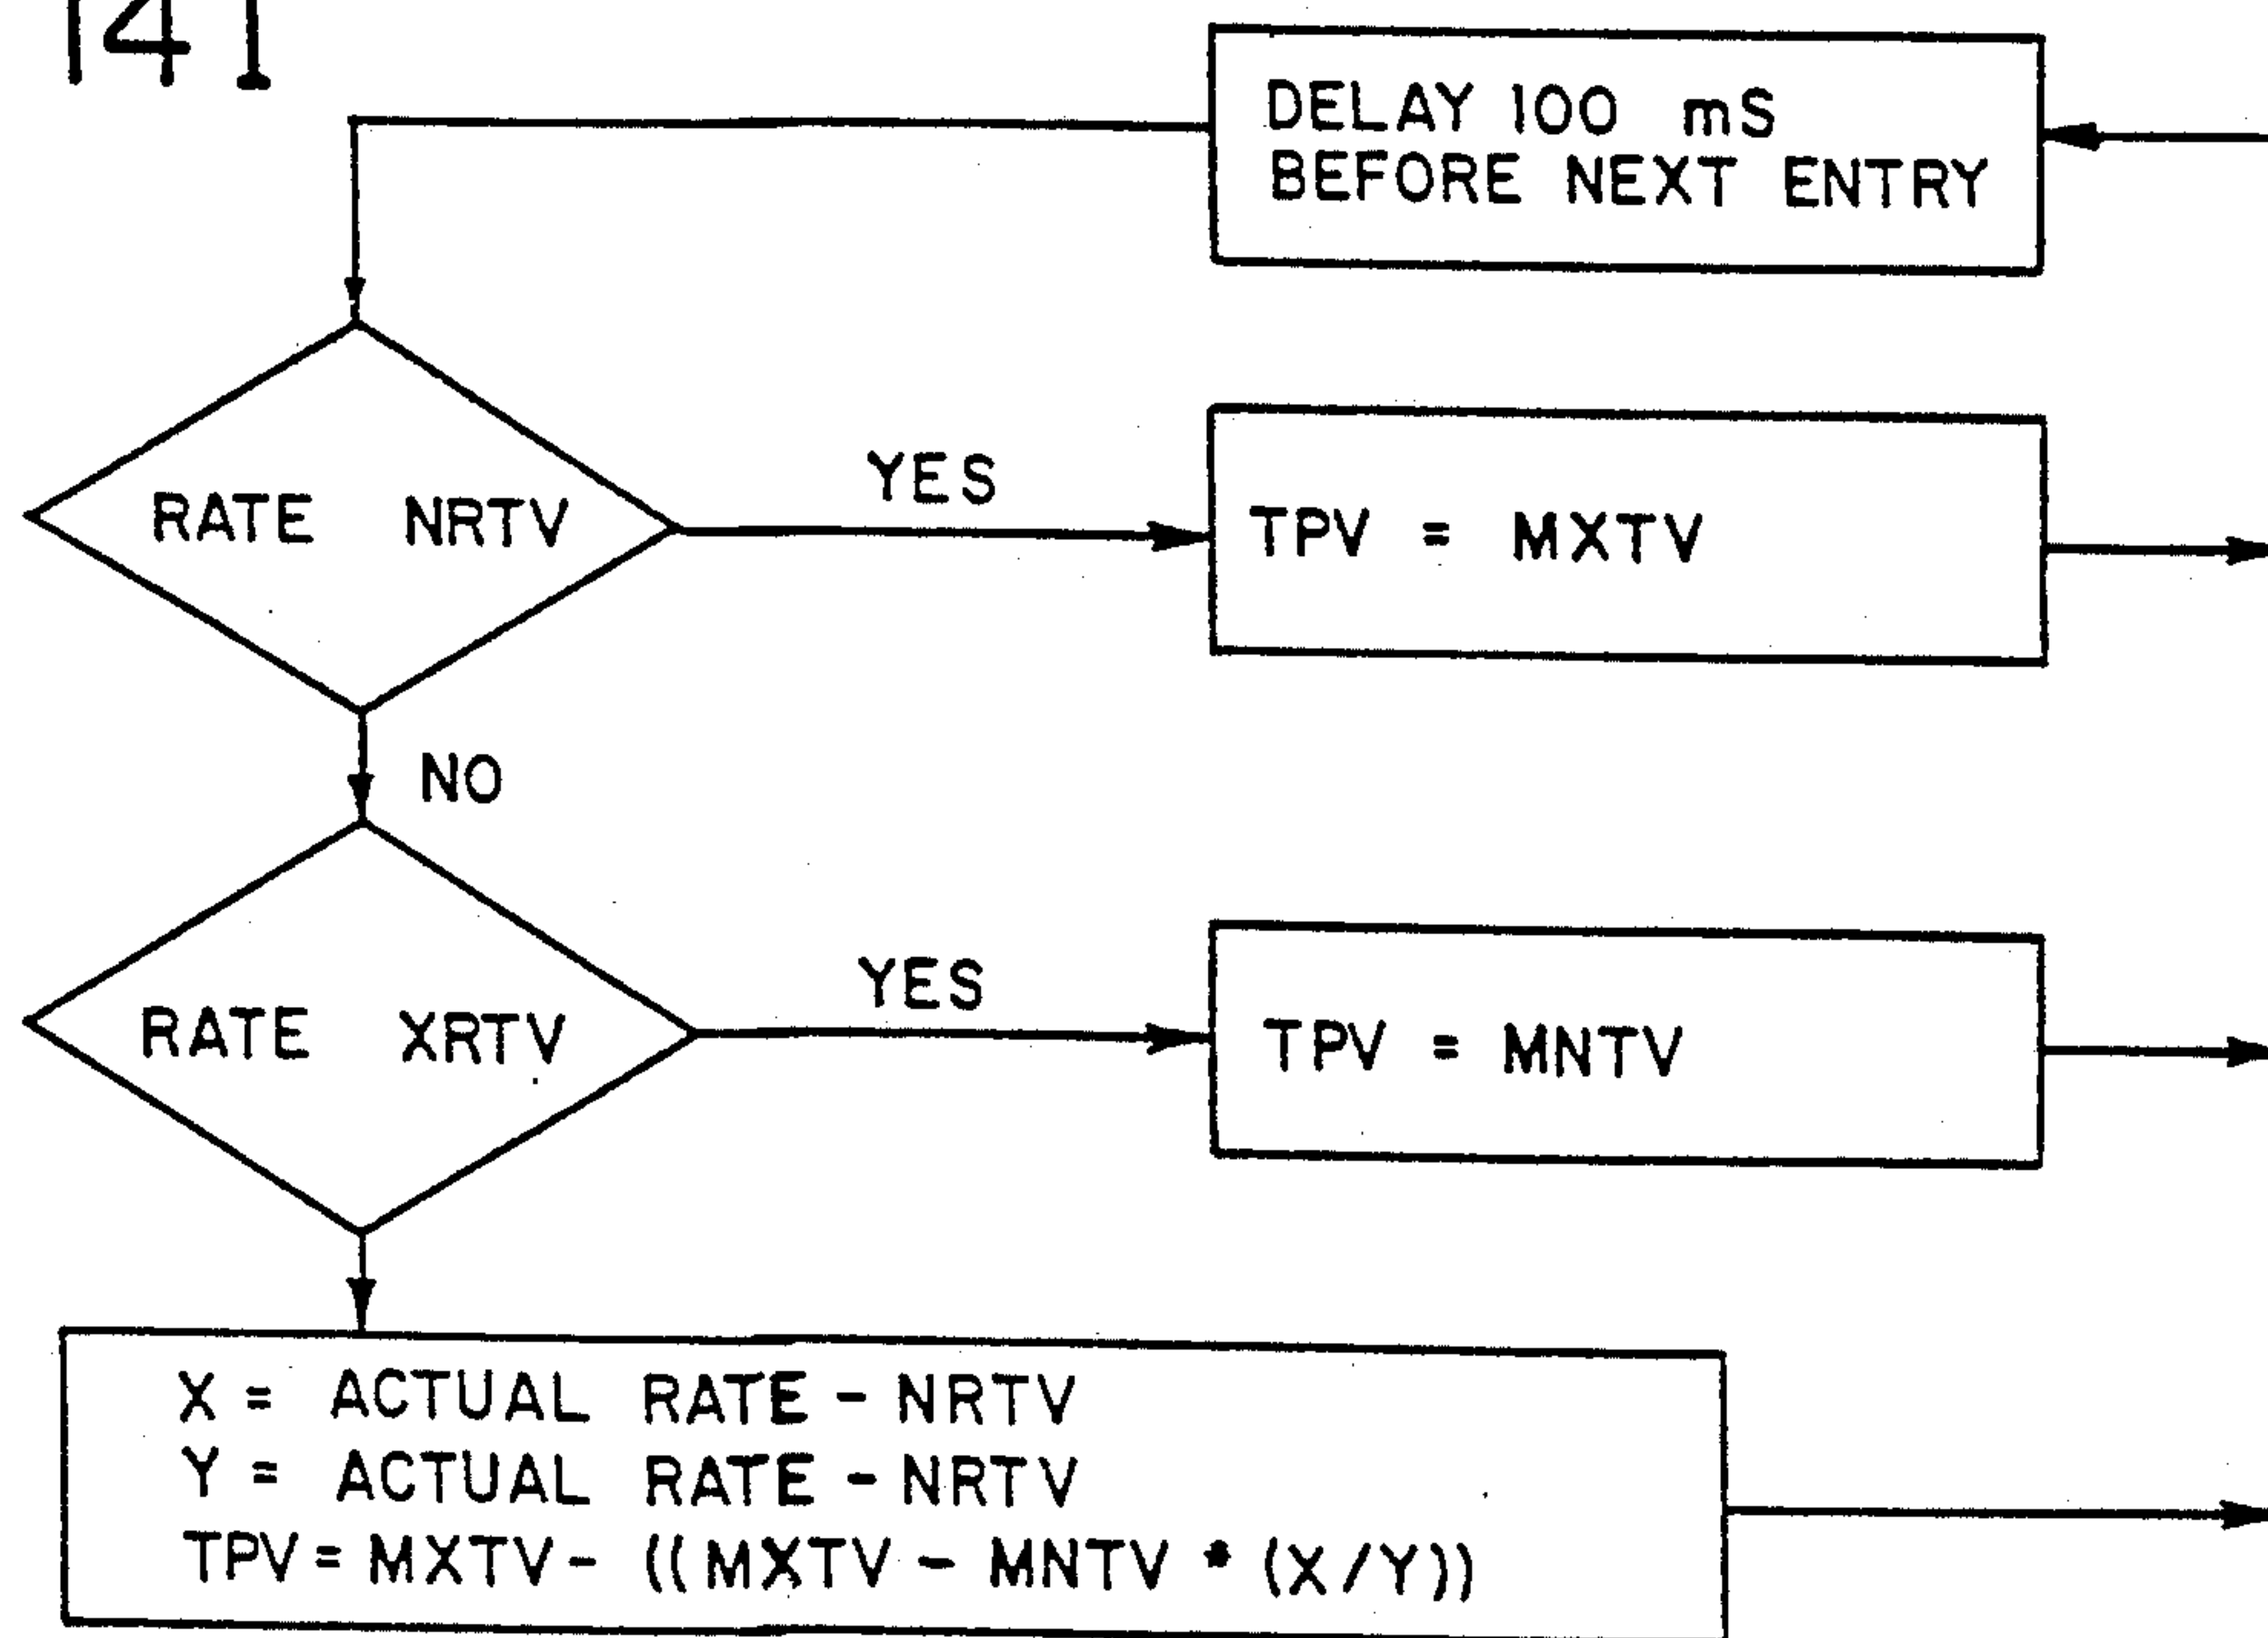 141
DELAY 100 mS
BEFORE NEXT ENTRY
RATE NRTV
YES
TPV = MXTV
NO
RATE XRTV
YES
TPV = MNTV
X = ACTUAL RATE - NRTV
Y = ACTUAL RATE - NRTV
TPV = MXTV - ((MXTV - MNTV * (X/Y))